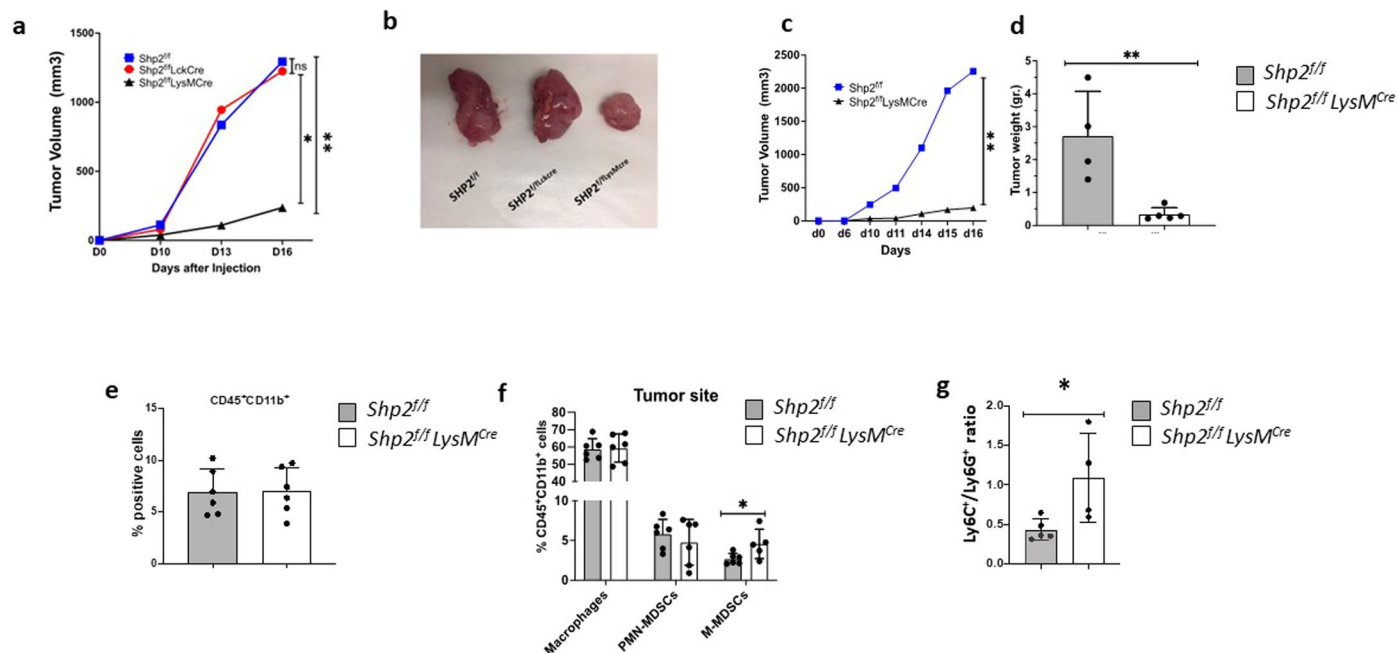 a
Tumor Volume (mm3)
1500
1000
500
0
D0 D10 D13 D16
Days after Injection
Shp2f/f
Shp2f/fLckCre
Shp2f/fLysMCre
ns
*
**
b
SHP2f/f
SHP2f/fLckcre
SHP2f/fLysMcre
c
Tumor Volume (mm3)
2500
2000
1500
1000
500
0
d0 d6 d10 d11 d14 d15 d16
Days
Shp2f/f
Shp2f/fLysMCre
**
d
Tumor weight (gr.)
5
4
3
2
1
0
**
... ...
Shp2f/f
Shp2f/f LysMCre
e
CD45+CD11b+
% positive cells
15
10
5
0
Shp2f/f
Shp2f/f LysMCre
f
Tumor site
% CD45+CD11b+ cells
80
70
60
50
40
10
5
0
*
Macrophages
PMN-MDSCs
M-MDSCs
Shp2f/f
Shp2f/f LysMCre
g
Ly6C+/Ly6G+ ratio
2.0
1.5
1.0
0.5
0.0
*
Shp2f/f
Shp2f/f LysMCre